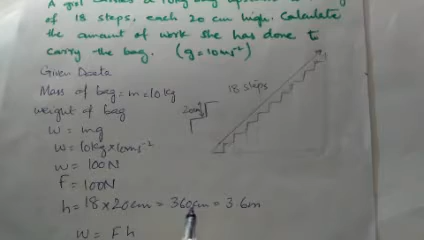 A girl carries a 10kg bag upstairs
of 18 steps, each 20 cm high. Calculate
the amount of work she has done to
carry the bag. (g=10ms⁻²)
Given Data
Mass of bag = m = 10 kg
weight of bag
W = mg
W = 10kg × 10ms⁻²
W = 100N
F = 100N
h = 18 × 20cm = 360cm = 3.6m
W = Fh
18 steps
20cm